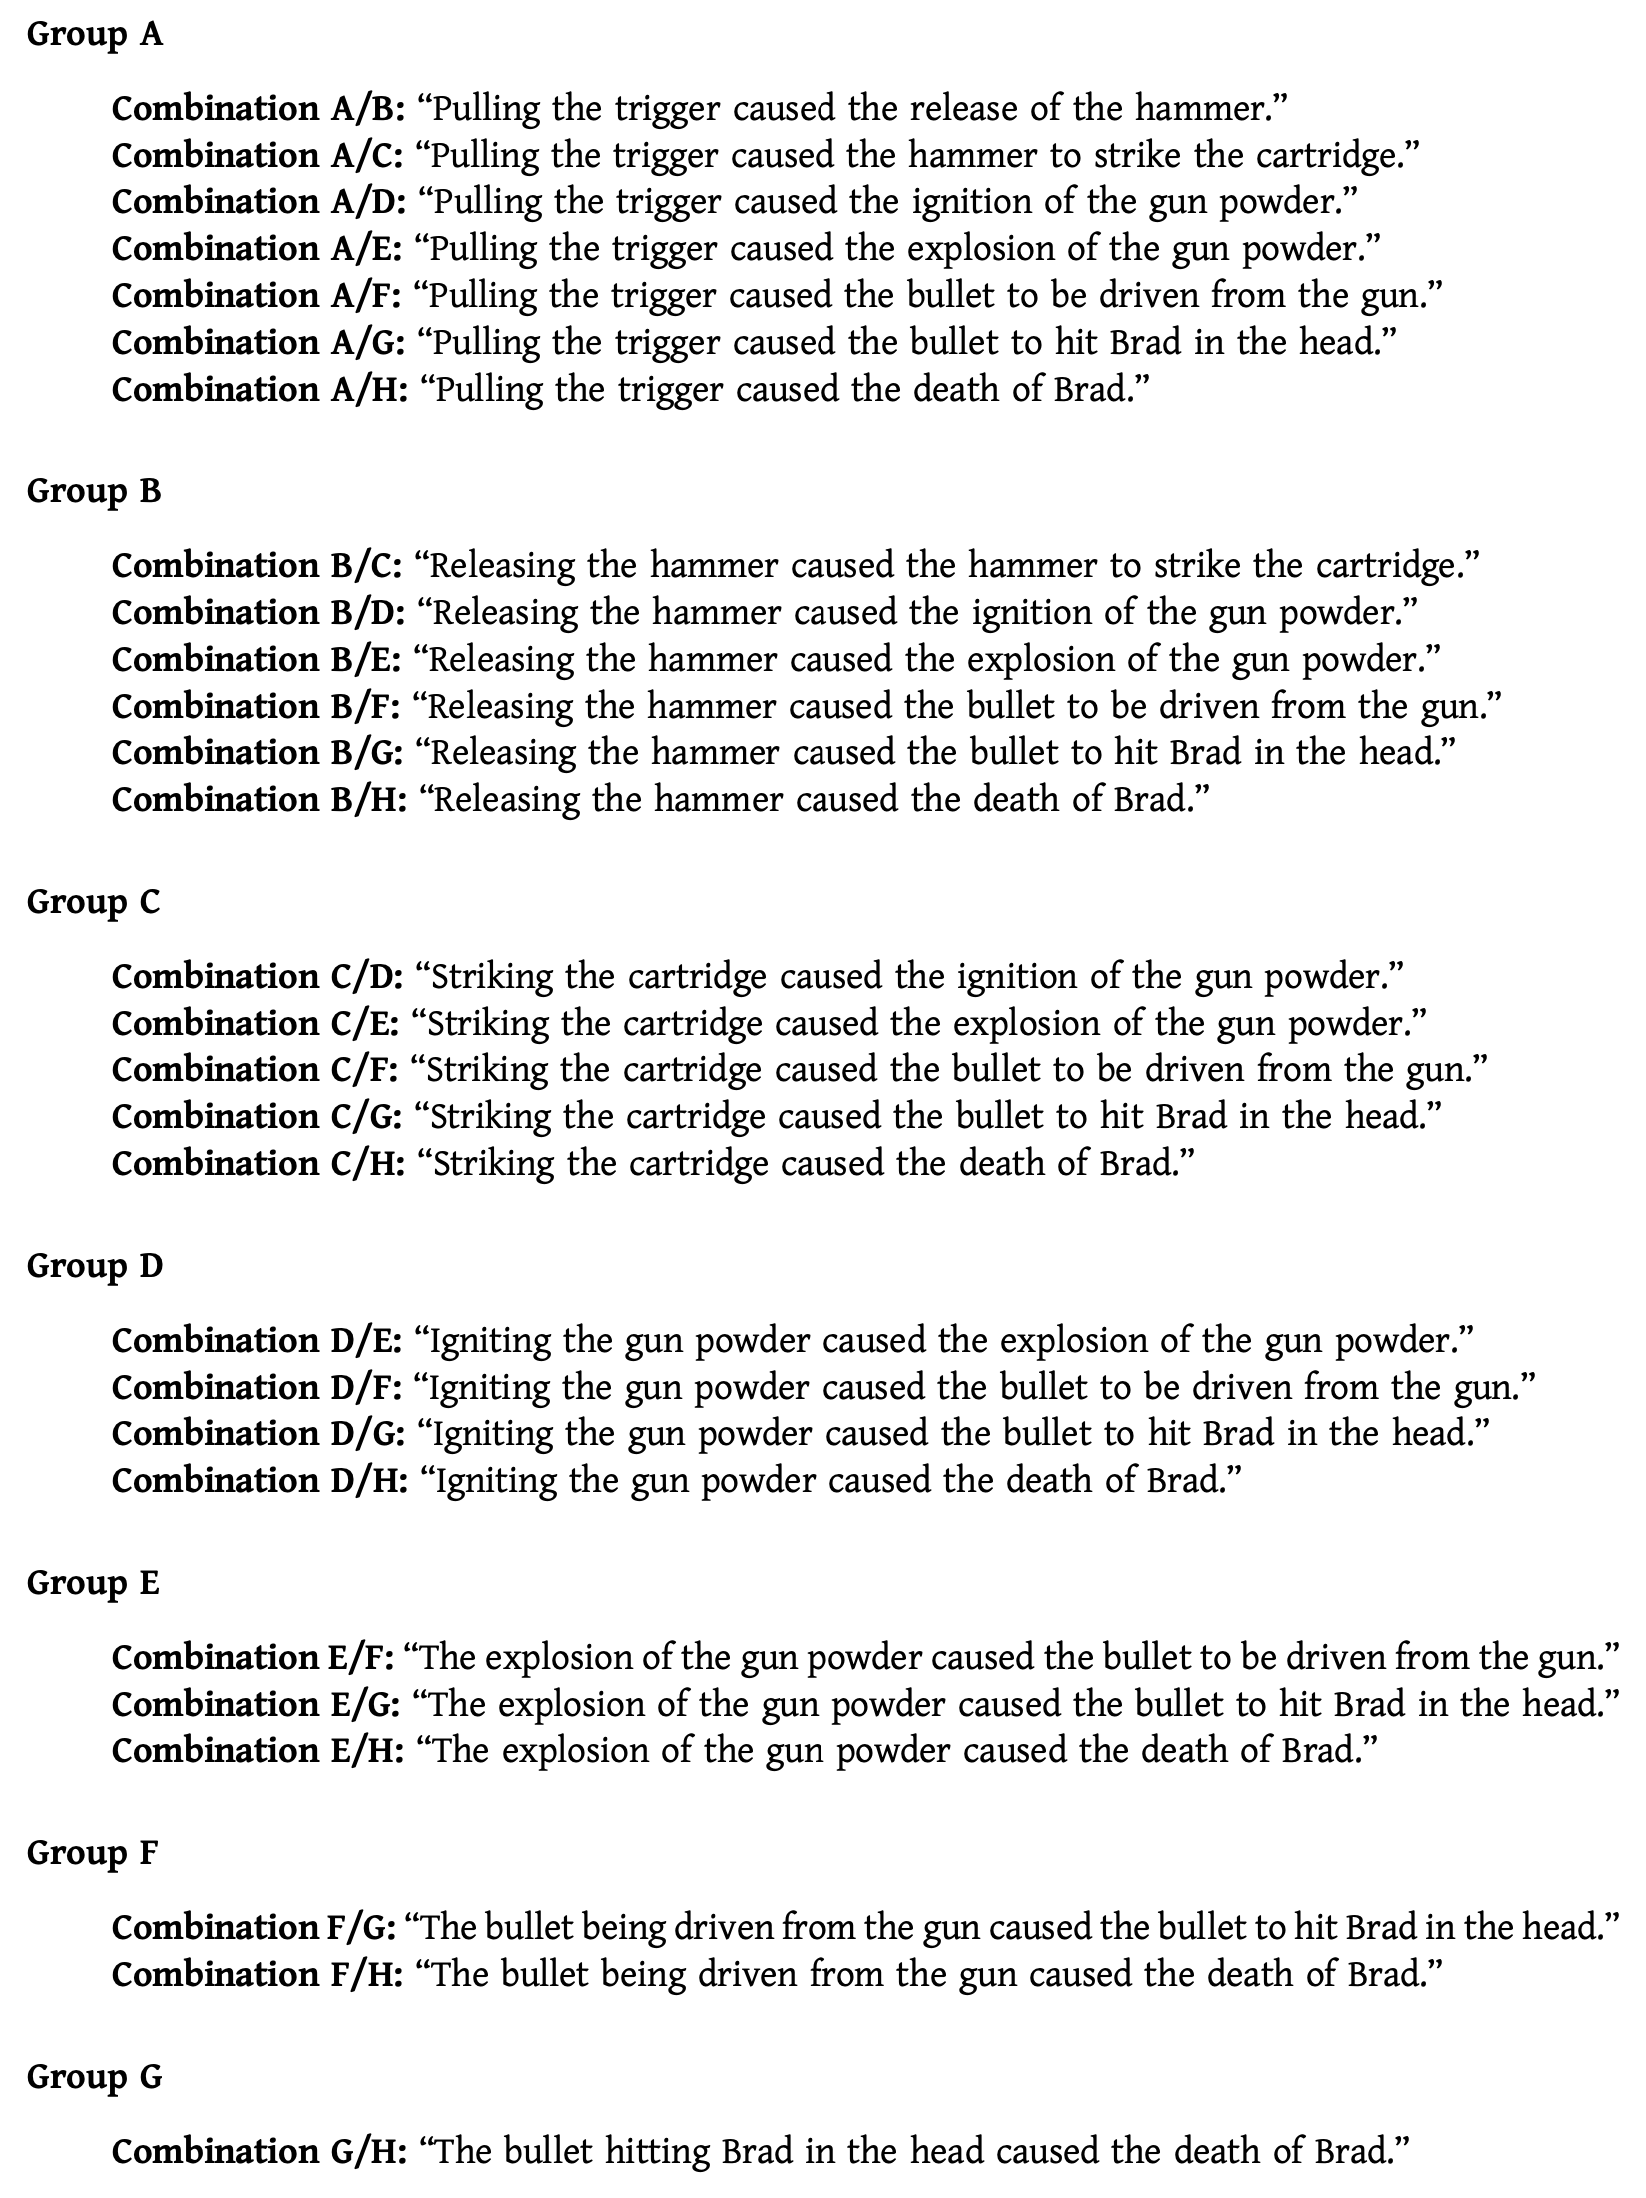 Group A
Combination A/B: “Pulling the trigger caused the release of the hammer.”
Combination A/C: “Pulling the trigger caused the hammer to strike the cartridge.”
Combination A/D: “Pulling the trigger caused the ignition of the gun powder.”
Combination A/E: “Pulling the trigger caused the explosion of the gun powder.”
Combination A/F: “Pulling the trigger caused the bullet to be driven from the gun.”
Combination A/G: “Pulling the trigger caused the bullet to hit Brad in the head.”
Combination A/H: “Pulling the trigger caused the death of Brad.”
Group B
Combination B/C: “Releasing the hammer caused the hammer to strike the cartridge.”
Combination B/D: “Releasing the hammer caused the ignition of the gun powder.”
Combination B/E: “Releasing the hammer caused the explosion of the gun powder.”
Combination B/F: “Releasing the hammer caused the bullet to be driven from the gun.”
Combination B/G: “Releasing the hammer caused the bullet to hit Brad in the head.”
Combination B/H: “Releasing the hammer caused the death of Brad.”
Group C
Combination C/D: “Striking the cartridge caused the ignition of the gun powder.”
Combination C/E: “Striking the cartridge caused the explosion of the gun powder.”
Combination C/F: “Striking the cartridge caused the bullet to be driven from the gun.”
Combination C/G: “Striking the cartridge caused the bullet to hit Brad in the head.”
Combination C/H: “Striking the cartridge caused the death of Brad.”
Group D
Combination D/E: “Igniting the gun powder caused the explosion of the gun powder.”
Combination D/F: “Igniting the gun powder caused the bullet to be driven from the gun.”
Combination D/G: “Igniting the gun powder caused the bullet to hit Brad in the head.”
Combination D/H: “Igniting the gun powder caused the death of Brad.”
Group E
Combination E/F: “The explosion of the gun powder caused the bullet to be driven from the gun.”
Combination E/G: “The explosion of the gun powder caused the bullet to hit Brad in the head.”
Combination E/H: “The explosion of the gun powder caused the death of Brad.”
Group F
Combination F/G: “The bullet being driven from the gun caused the bullet to hit Brad in the head.”
Combination F/H: “The bullet being driven from the gun caused the death of Brad.”
Group G
Combination G/H: “The bullet hitting Brad in the head caused the death of Brad.”